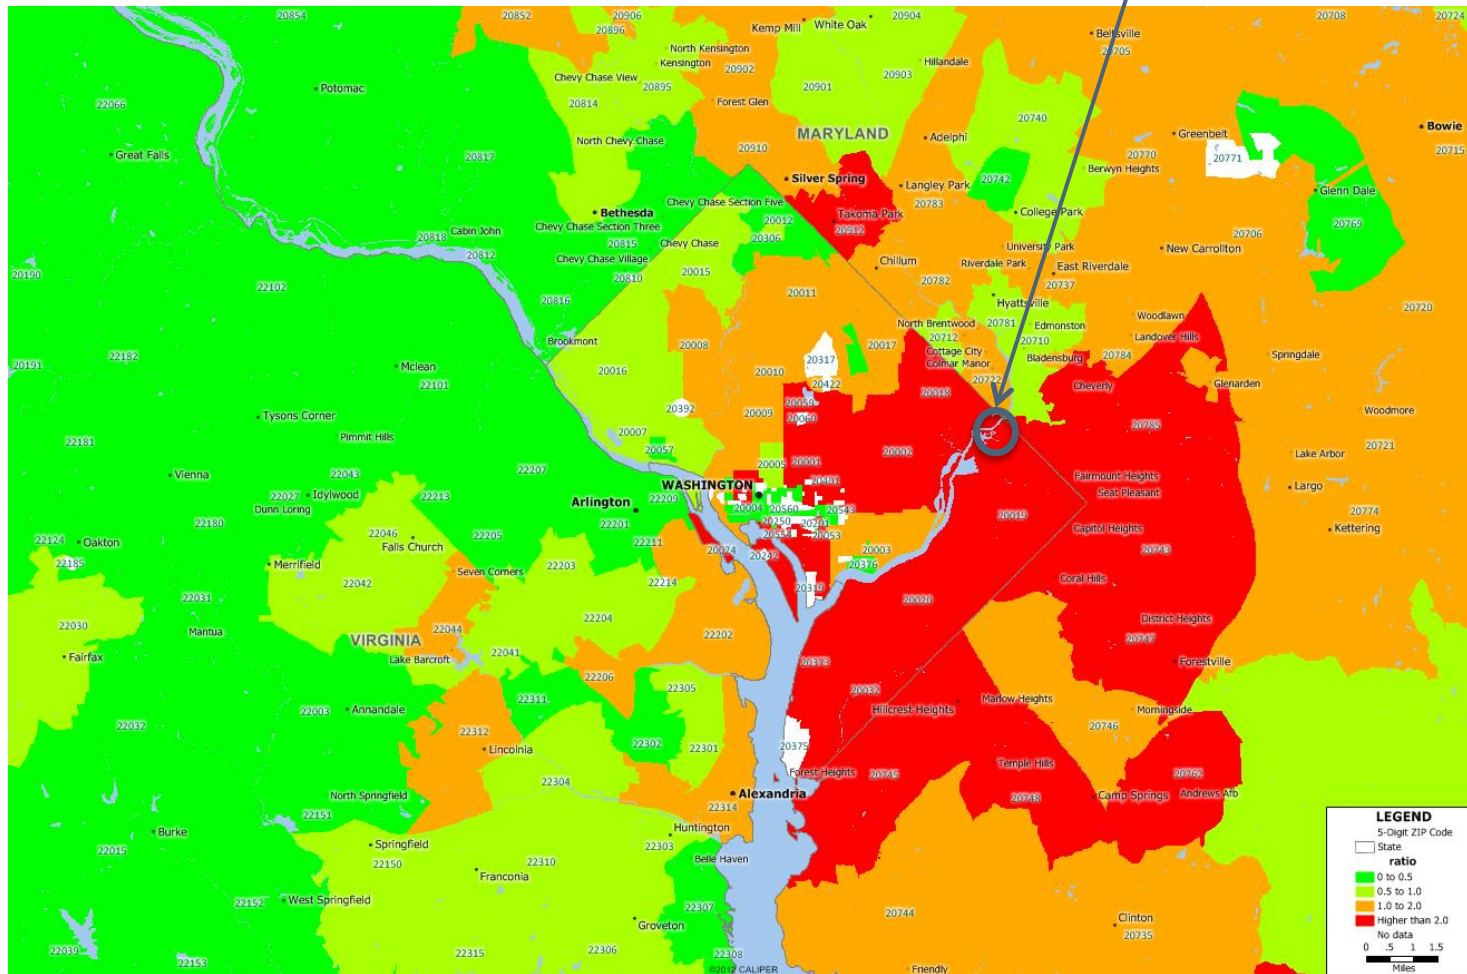 20854
20852
20906
20896
Kemp Mill
White Oak
20904
20708
20724
Beltsville
20705
North Kensington
Kensington
20902
Hillandale
20903
Chevy Chase View
20895
20901
20814
Potomac
22066
Forest Glen
20740
MARYLAND
Adelphi
Greenbelt
Bowie
North Chevy Chase
20910
20770
20771
20715
Great Falls
20817
Silver Spring
Langley Park
20742
Berwyn Heights
Glenn Dale
Chevy Chase Section Five
20783
Bethesda
20012
Takoma Park
College Park
20769
Chevy Chase Section Three
20912
20706
Cabin John
20818
20815
Chevy Chase
20306
University Park
New Carrollton
20812
Chevy Chase Village
Chillum
Riverdale Park
East Riverdale
20190
20810
20015
20782
20737
22102
20816
20011
Hyattsville
20720
Woodlawn
North Brentwood
20781
Edmonston
Brookmont
20008
20017
20712
20710
Landover Hills
22182
20317
Cottage City
Bladensburg
20784
Springdale
20191
Mclean
20016
20010
20422
Colmar Manor
20722
22101
20018
Cheverly
Glenarden
20392
20009
20059
20060
Woodmore
Tysons Corner
20007
20785
22181
Pimmit Hills
20057
20721
20005
20001
20002
Lake Arbor
Vienna
22043
22207
20401
Fairmount Heights
WASHINGTON
Largo
22027
Idylwood
22213
Seat Pleasant
Dunn Loring
Arlington
22209
20004
20560
20543
20774
22180
22201
20250
20201
20019
Capitol Heights
Kettering
22124
Oakton
22046
22205
Falls Church
22211
20024
20554
20053
20003
20743
22185
Merrifield
Seven Corners
22203
20242
20376
22042
22214
20319
Coral Hills
22031
20020
22030
22204
District Heights
Mantua
VIRGINIA
22044
22202
20747
Fairfax
Lake Barcroft
22041
20373
Forestville
22206
22305
20032
Marlow Heights
22311
Hillcrest Heights
Morningside
22003
Annandale
22032
22312
20746
22302
22301
20375
Lincolnia
Temple Hills
Forest Heights
20745
20762
22304
Alexandria
20748
Camp Springs
Andrews Afb
North Springfield
22314
22151
Burke
Huntington
22303
22015
Springfield
22150
22310
Belle Haven
Franconia
22152
West Springfield
22307
20744
Clinton
Groveton
20735
22039
22153
22315
22306
22308
Friendly
©2012 CALIPER
LEGEND
5-Digit ZIP Code
State
ratio
0 to 0.5
0.5 to 1.0
1.0 to 2.0
Higher than 2.0
No data
0 .5 1 1.5
Miles